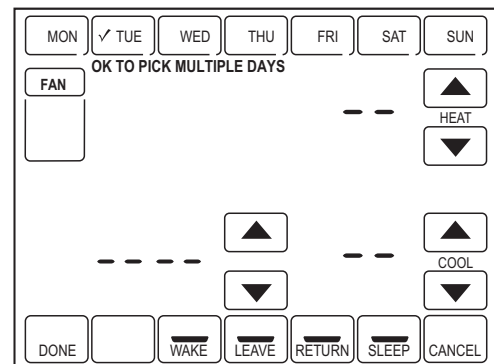 MON ✓ TUE WED THU FRI SAT SUN
OK TO PICK MULTIPLE DAYS
FAN
– –
HEAT
– – – –
– –
COOL
DONE WAKE LEAVE RETURN SLEEP CANCEL